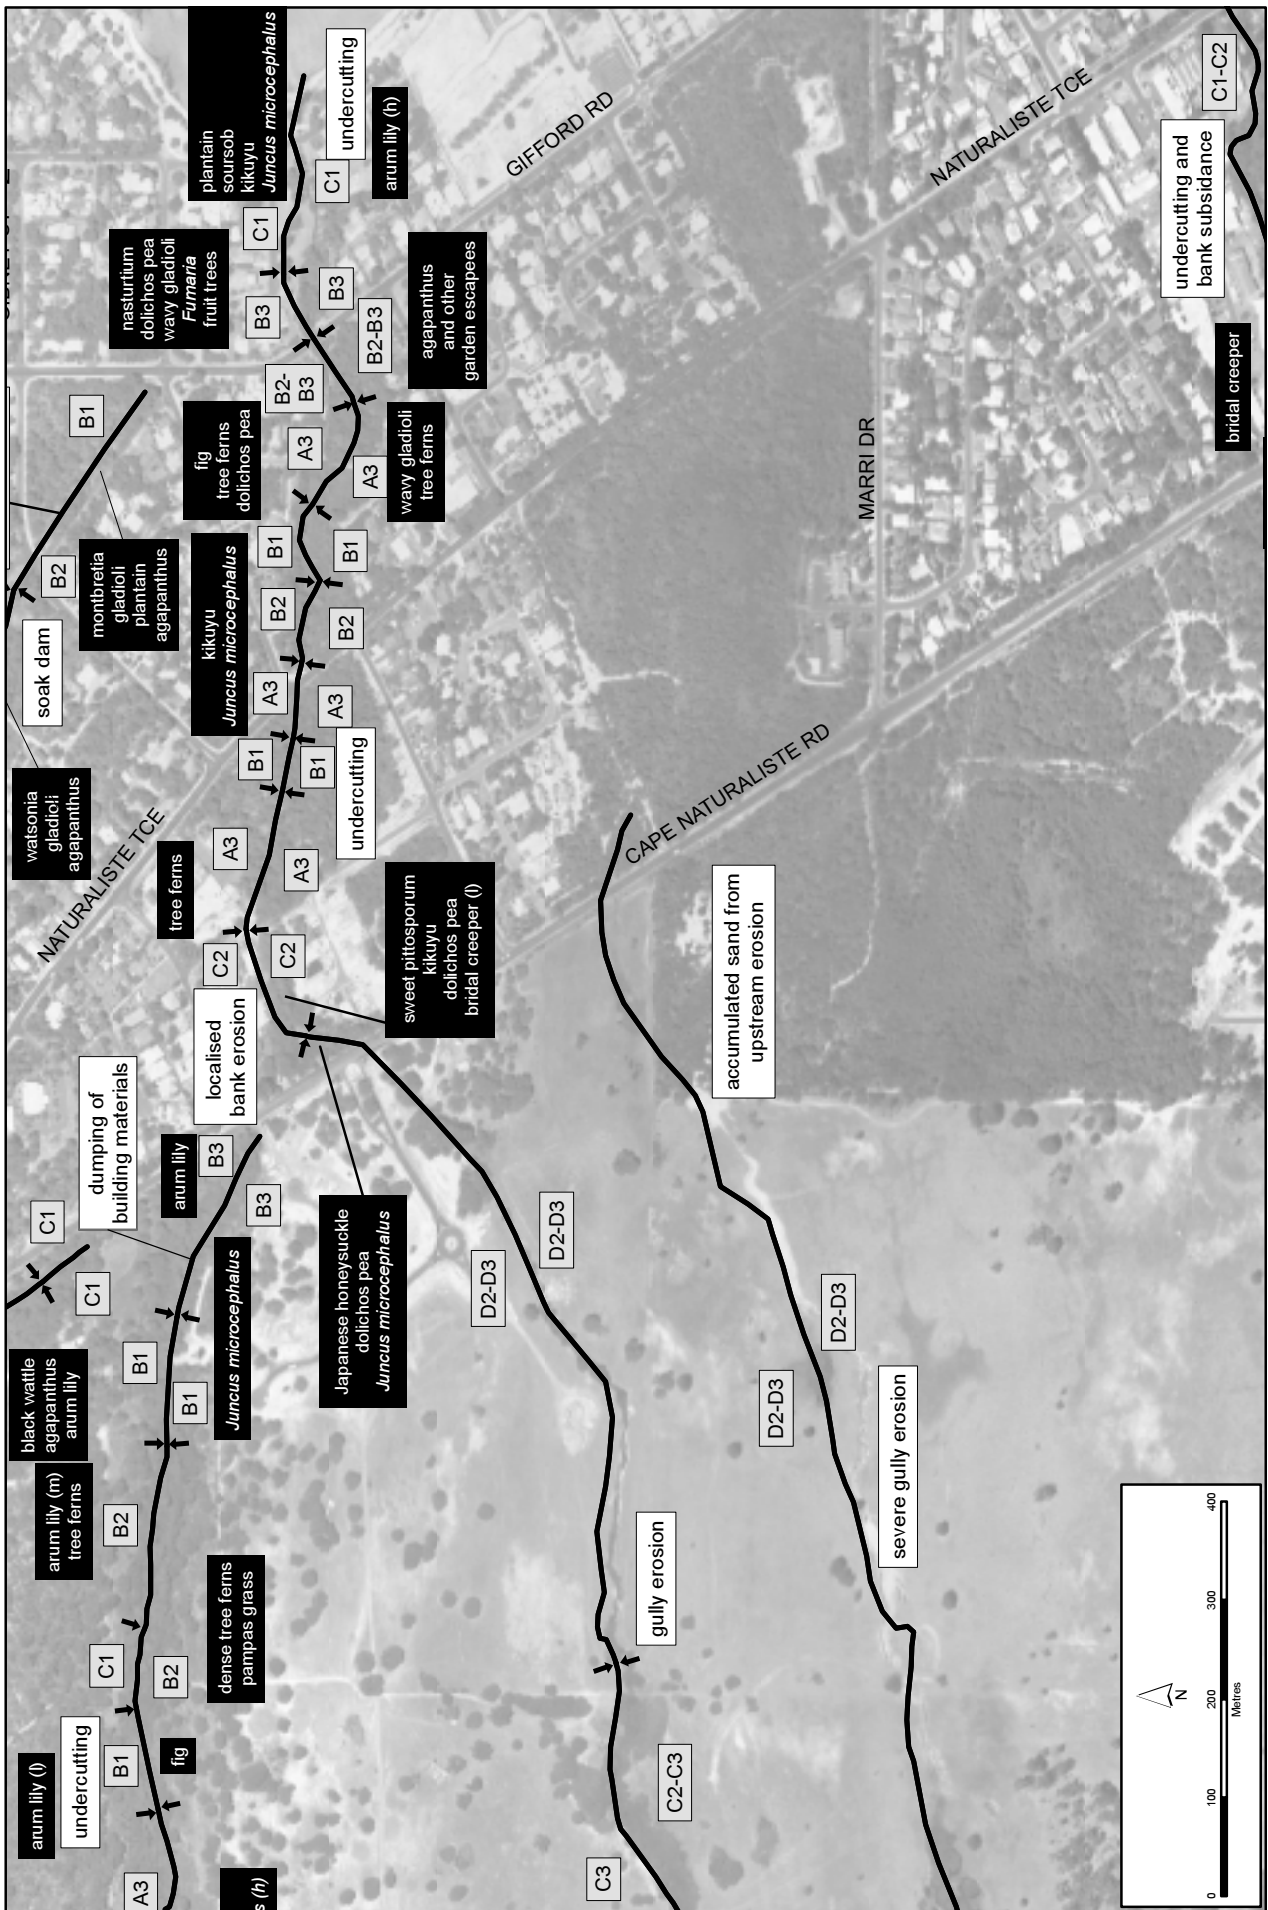 plantain
soursob
kikuyu
Juncus microcephalus
undercutting
arum lily (h)
C1
C1
GIFFORD RD
NATURALISTE TCE
C1-C2
undercutting and
bank subsidance
bridal creeper
nasturtium
dolichos pea
wavy gladioli
Fumaria
fruit trees
B3
B3
B2-B3
B2-
B3
agapanthus
and other
garden escapees
B1
fig
tree ferns
dolichos pea
A3
A3
wavy gladioli
tree ferns
MARRI DR
B2
montbretia
gladioli
plantain
agapanthus
kikuyu
Juncus microcephalus
B1
B1
B2
B2
soak dam
A3
A3
B1
B1
undercutting
watsonia
gladioli
agapanthus
NATURALISTE TCE
CAPE NATURALISTE RD
A3
A3
tree ferns
C2
C2
sweet pittosporum
kikuyu
dolichos pea
bridal creeper (l)
accumulated sand from
upstream erosion
localised
bank erosion
dumping of
building materials
arum lily
B3
B3
C1
C1
Japanese honeysuckle
dolichos pea
Juncus microcephalus
Juncus microcephalus
D2-D3
D2-D3
D2-D3
D2-D3
black wattle
agapanthus
arum lily
B1
B1
arum lily (m)
tree ferns
B2
dense tree ferns
pampas grass
gully erosion
severe gully erosion
C1
B2
arum lily (l)
undercutting
B1
fig
A3
s (h)
C3
C2-C3
N
0 100 200 300 400
Metres